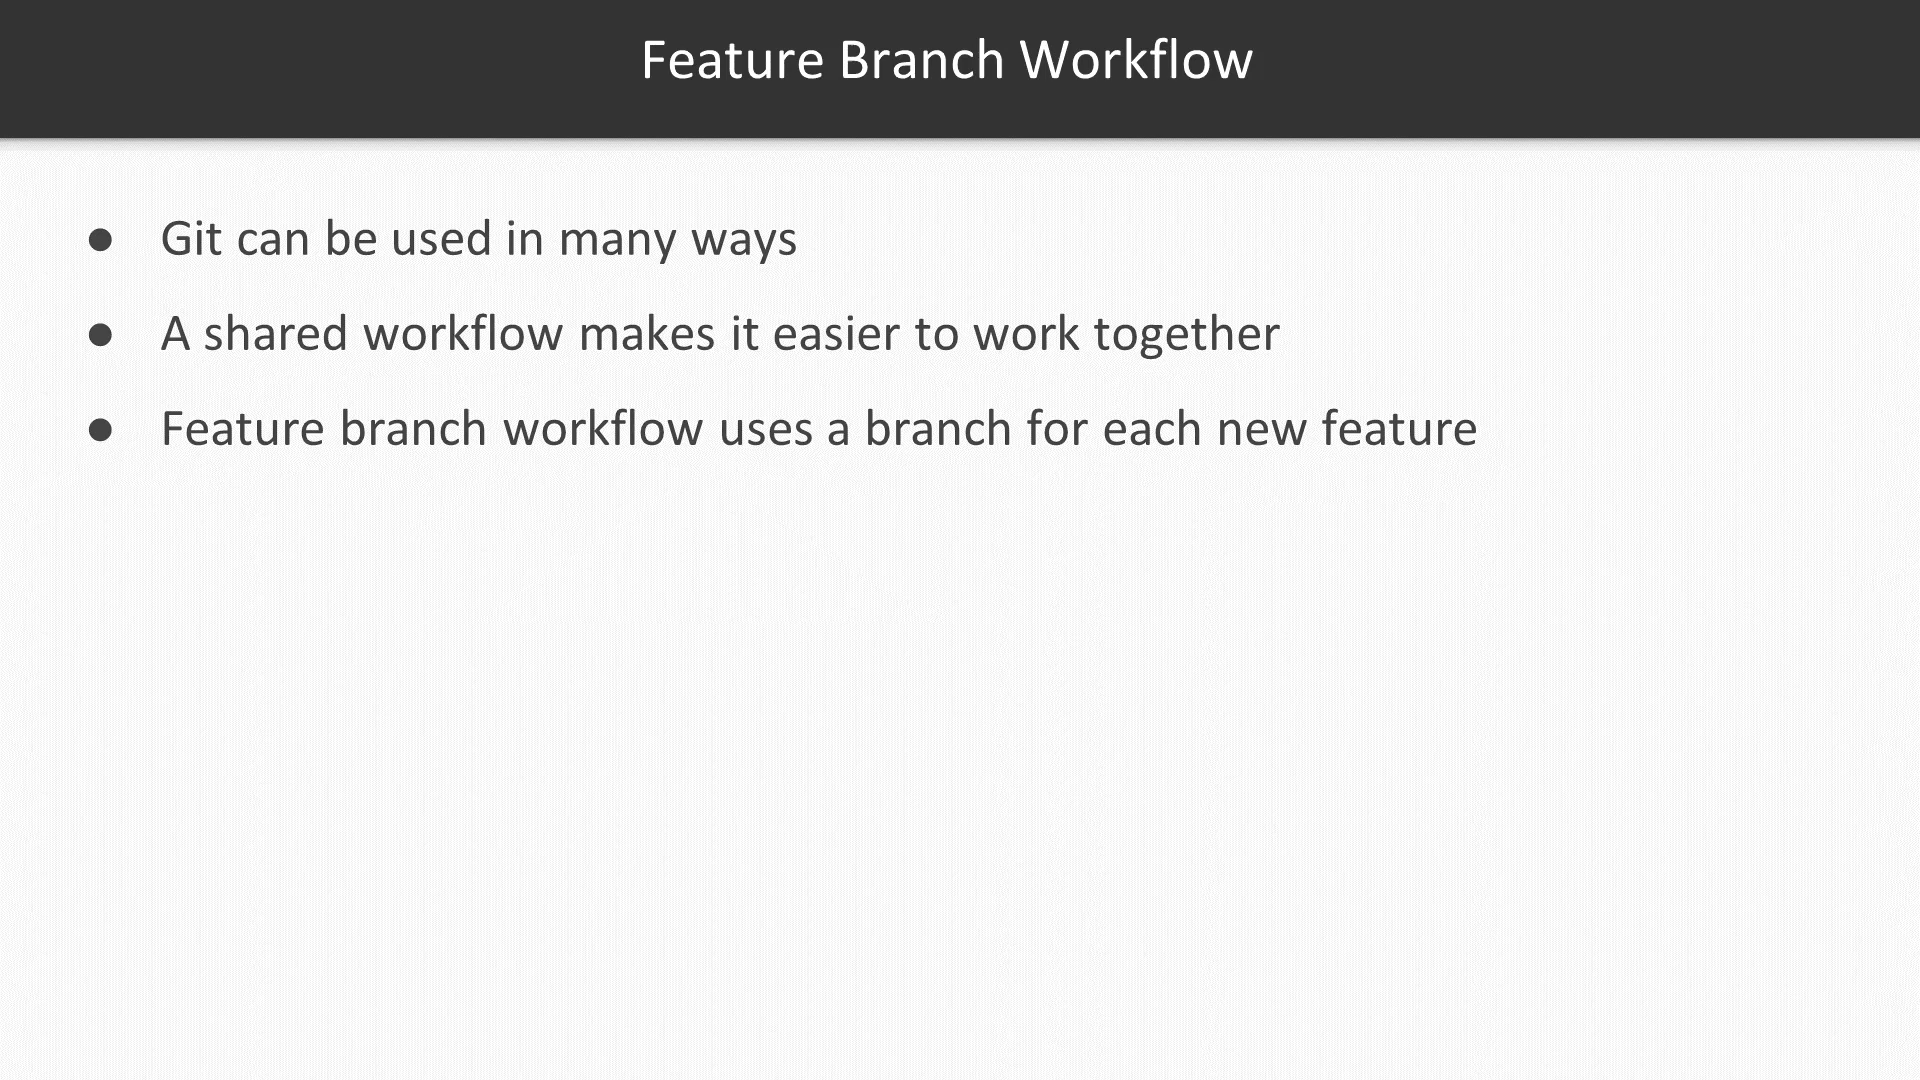 Feature Branch Workflow
● Git can be used in many ways
● A shared workflow makes it easier to work together
● Feature branch workflow uses a branch for each new feature